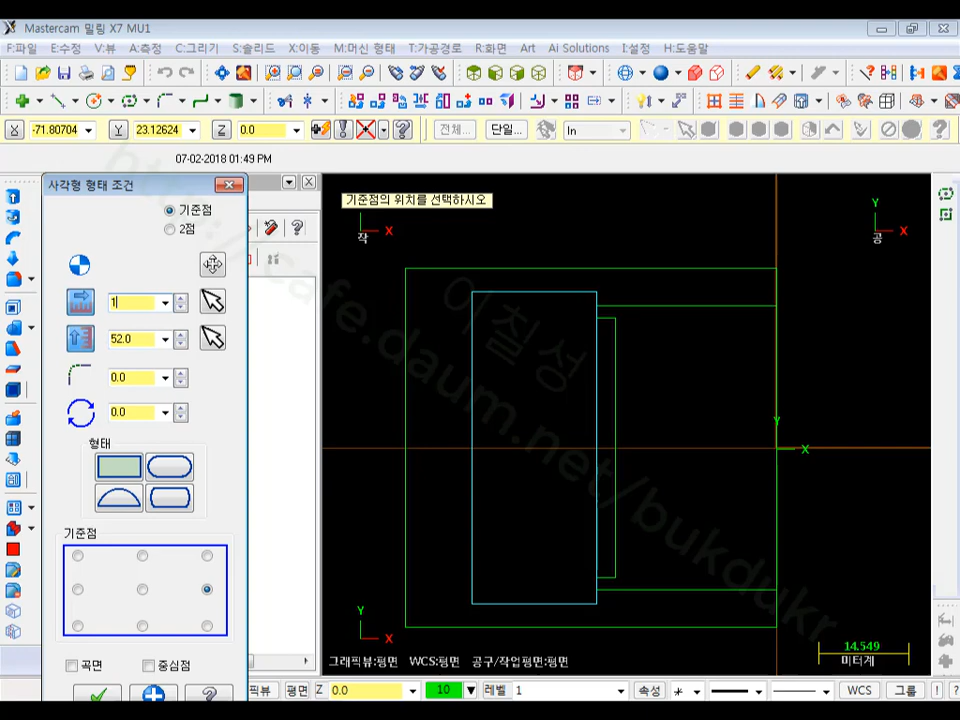 Mastercam 밀링 X7 MU1
F:파일 E:수정 V:뷰 A:측정 C:그리기 S:솔리드 X:이동 M:머신 형태 T:가공경로 R:화면 Art Ai Solutions I:설정 H:도움말
X -71.80704 Y 23.12624 Z 0.0 전체... 단일... In
07-02-2018 01:49 PM
사각형 형태 조건
기준점
2점
1
52.0
0.0
0.0
형태
기준점
곡면 중심점
기준점의 위치를 선택하시오
작 X
Y
공 X
Y
X
Y
X
14.549
미터계
그래픽뷰:평면 WCS:평면 공구/작업평면:평면
픽뷰 평면 Z 0.0 10 레벨 1 속성 WCS 그룹
http://cafe.daum.net/bukdukr
이칠성